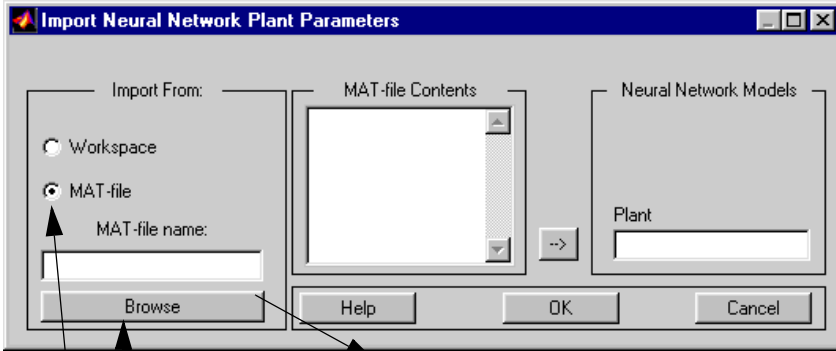 Import Neural Network Plant Parameters
Import From:
Workspace
MAT-file
MAT-file name:
Browse
MAT-file Contents
-->
Neural Network Models
Plant
Help
OK
Cancel